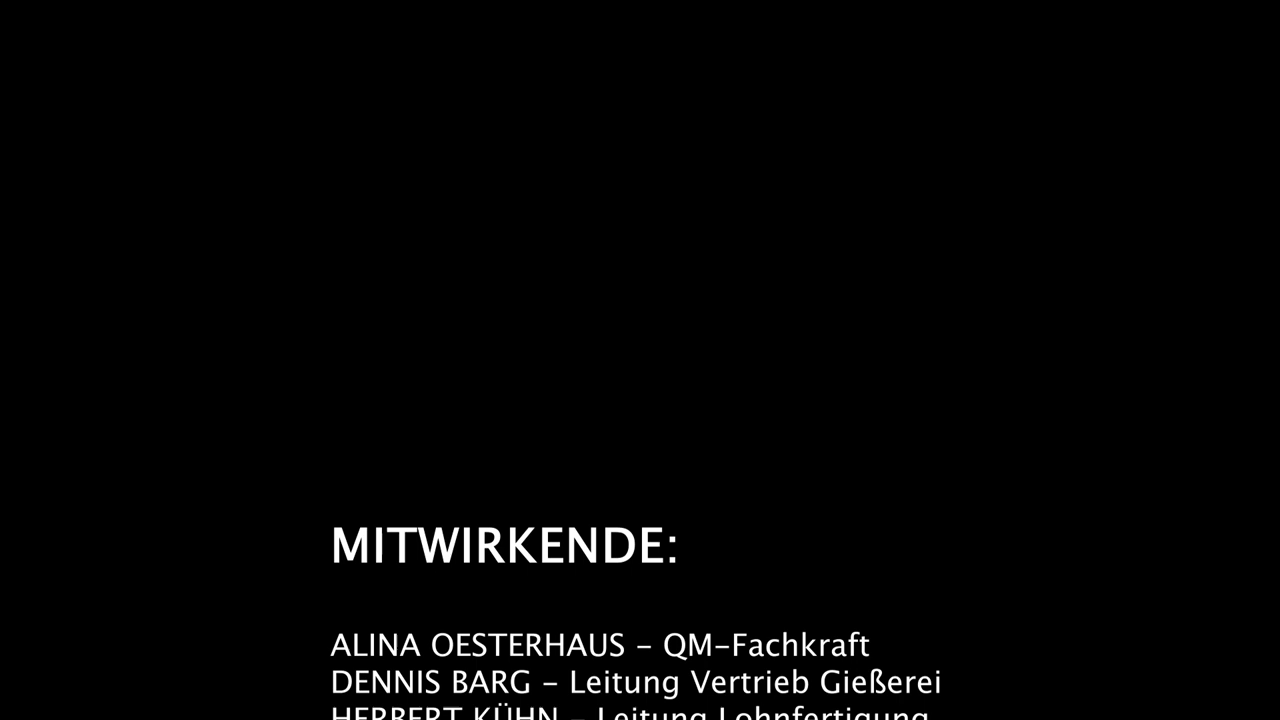 MITWIRKENDE:
ALINA OESTERHAUS – QM–Fachkraft
DENNIS BARG – Leitung Vertrieb Gießerei
HERBERT KÜHN – Leitung Lohnfertigung